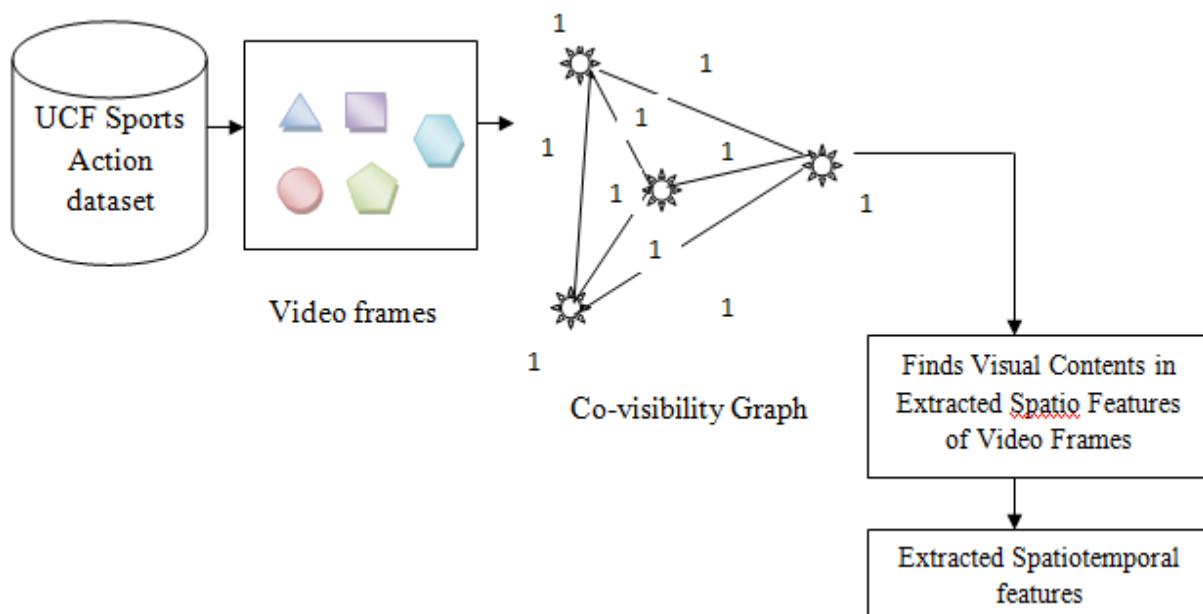 UCF Sports
Action
dataset
Video frames
1
1
1
1
1
1
1
1
1
1
Co-visibility Graph
Finds Visual Contents in
Extracted Spatio Features
of Video Frames
Extracted Spatiotemporal
features